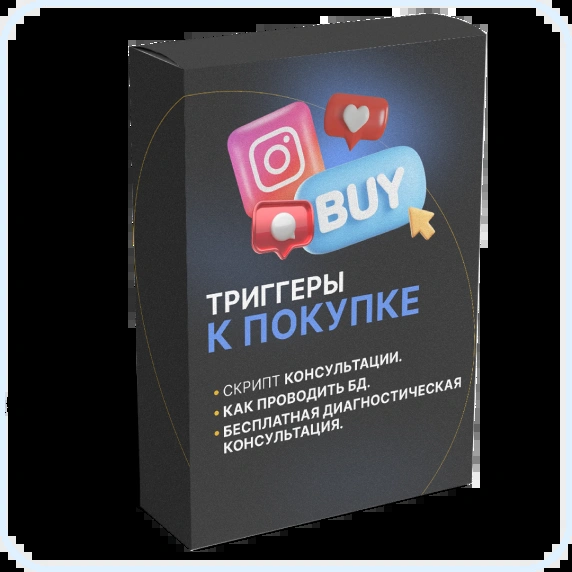 BUY
ТРИГГЕРЫ
К ПОКУПКЕ
• СКРИПТ КОНСУЛЬТАЦИИ.
• КАК ПРОВОДИТЬ БД.
• БЕСПЛАТНАЯ ДИАГНОСТИЧЕСКАЯ
КОНСУЛЬТАЦИЯ.